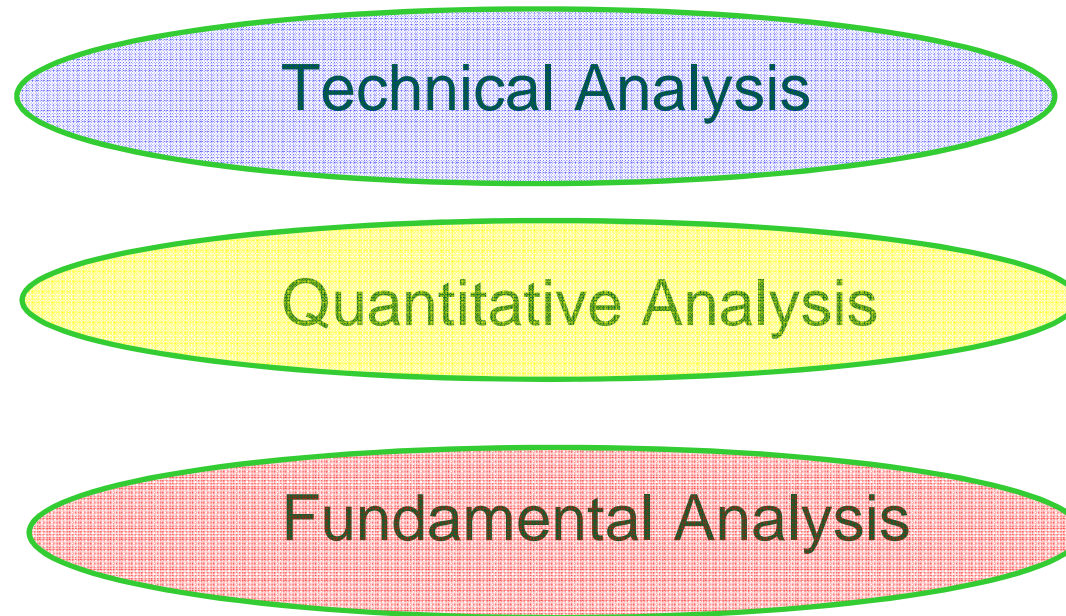 Technical Analysis
Quantitative Analysis
Fundamental Analysis